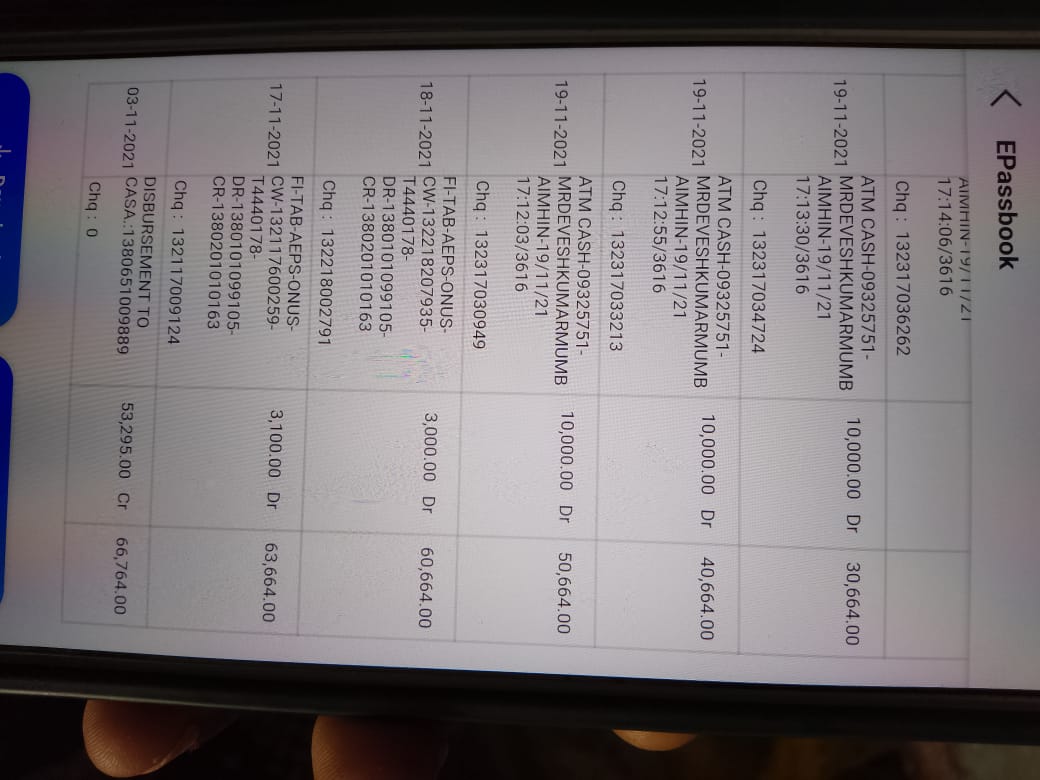 EPassbook
AIMHIN-19/11/21
17:14:06/3616
Chq : 132317036262
ATM CASH-09325751-
19-11-2021 MRDEVESHKUMARMUMB 10,000.00 Dr 30,664.00
AIMHIN-19/11/21
17:13:30/3616
Chq : 132317034724
ATM CASH-09325751-
19-11-2021 MRDEVESHKUMARMUMB 10,000.00 Dr 40,664.00
AIMHIN-19/11/21
17:12:55/3616
Chq : 132317033213
ATM CASH-09325751-
19-11-2021 MRDEVESHKUMARMUMB 10,000.00 Dr 50,664.00
AIMHIN-19/11/21
17:12:03/3616
Chq : 132317030949
FI-TAB-AEPS-ONUS-
18-11-2021 CW-132218207935- 3,000.00 Dr 60,664.00
T4440178-
DR-1380101099105-
CR-1380201010163
Chq : 132218002791
FI-TAB-AEPS-ONUS-
17-11-2021 CW-132117600259- 3,100.00 Dr 63,664.00
T4440178-
DR-1380101099105-
CR-1380201010163
Chq : 132117009124
DISBURSEMENT TO
03-11-2021 CASA.:1380651009889 53,295.00 Cr 66,764.00
Chq : 0